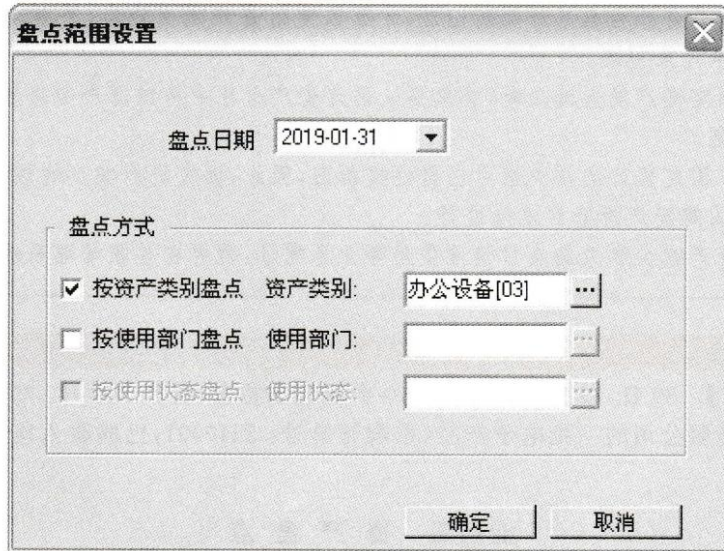 盘点范围设置
盘点日期 2019-01-31
盘点方式
按资产类别盘点 资产类别: 办公设备[03] ...
按使用部门盘点 使用部门: ...
按使用状态盘点 使用状态: ...
确定 取消